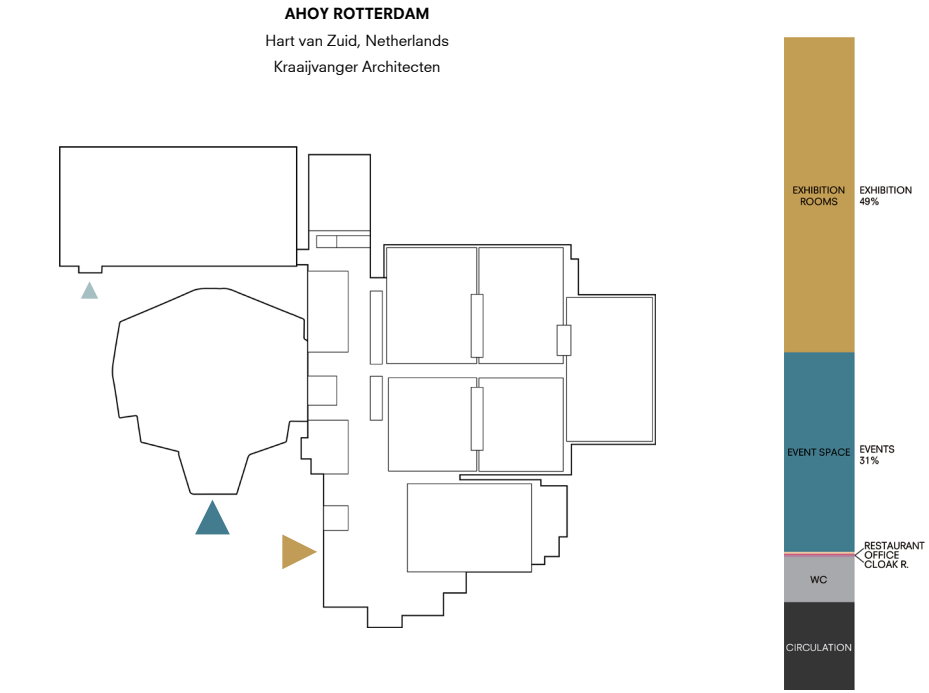 AHOY ROTTERDAM
Hart van Zuid, Netherlands
Kraaijvanger Architecten
EXHIBITION
ROOMS
EXHIBITION
49%
EVENT SPACE
EVENTS
31%
RESTAURANT
OFFICE
CLOAK R.
WC
CIRCULATION